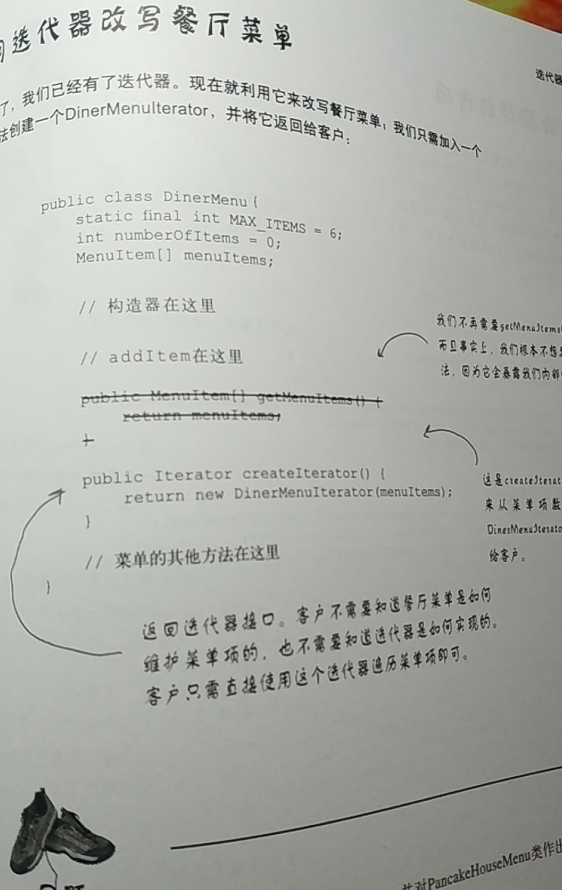 迭代器改写餐厅菜单
迭代器
了,我们已经有了迭代器。现在就利用它来改写餐厅菜单;我们只需加入一个
法创建一个DinerMenuIterator,并将它返回给客户:
public class DinerMenu {
static final int MAX_ITEMS = 6;
int numberOfItems = 0;
MenuItem[] menuItems;
// 构造器在这里
// addItem在这里
我们不再需要getMenuItems(
而且事实上,我们根本不想
法,因为它会暴露我们内部
public MenuItem[] getMenuItems() {
return menuItems;
}
public Iterator createIterator() {
return new DinerMenuIterator(menuItems);
}
这是createIterat
来从菜单项数
DinerMenuIterato
给客户。
// 菜单的其他方法在这里
}
返回迭代器接口。客户不需要知道餐厅菜单是如何
维护菜单项的,也不需要知道迭代器是如何实现的。
客户只需直接使用这个迭代器遍历菜单项即可。
对PancakeHouseMenu类作出